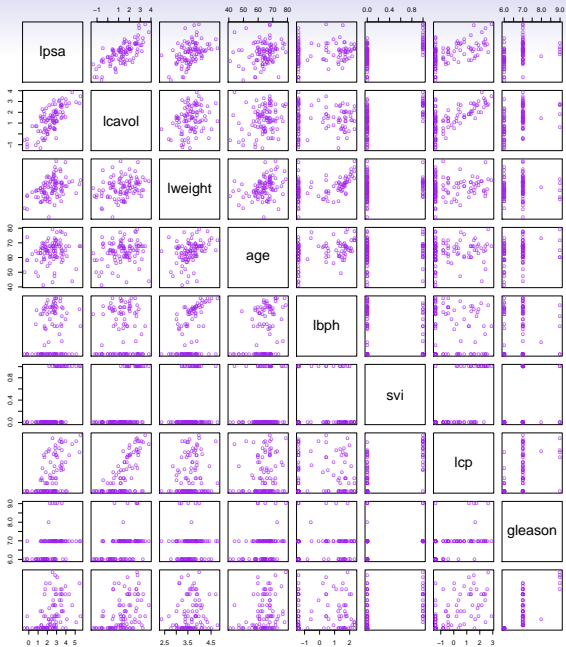 −1 1 2 3 4 40 50 60 70 80 0.0 0.4 0.8 6.0 7.0 8.0 9.0
lpsa
−1 1 2 3 4
lcavol
lweight
40 50 60 70 80
age
lbph
0.0 0.4 0.8
svi
lcp
6.0 7.0 8.0 9.0
gleason
0 1 2 3 4 5 2.5 3.5 4.5 −1 0 1 2 −1 0 1 2 3